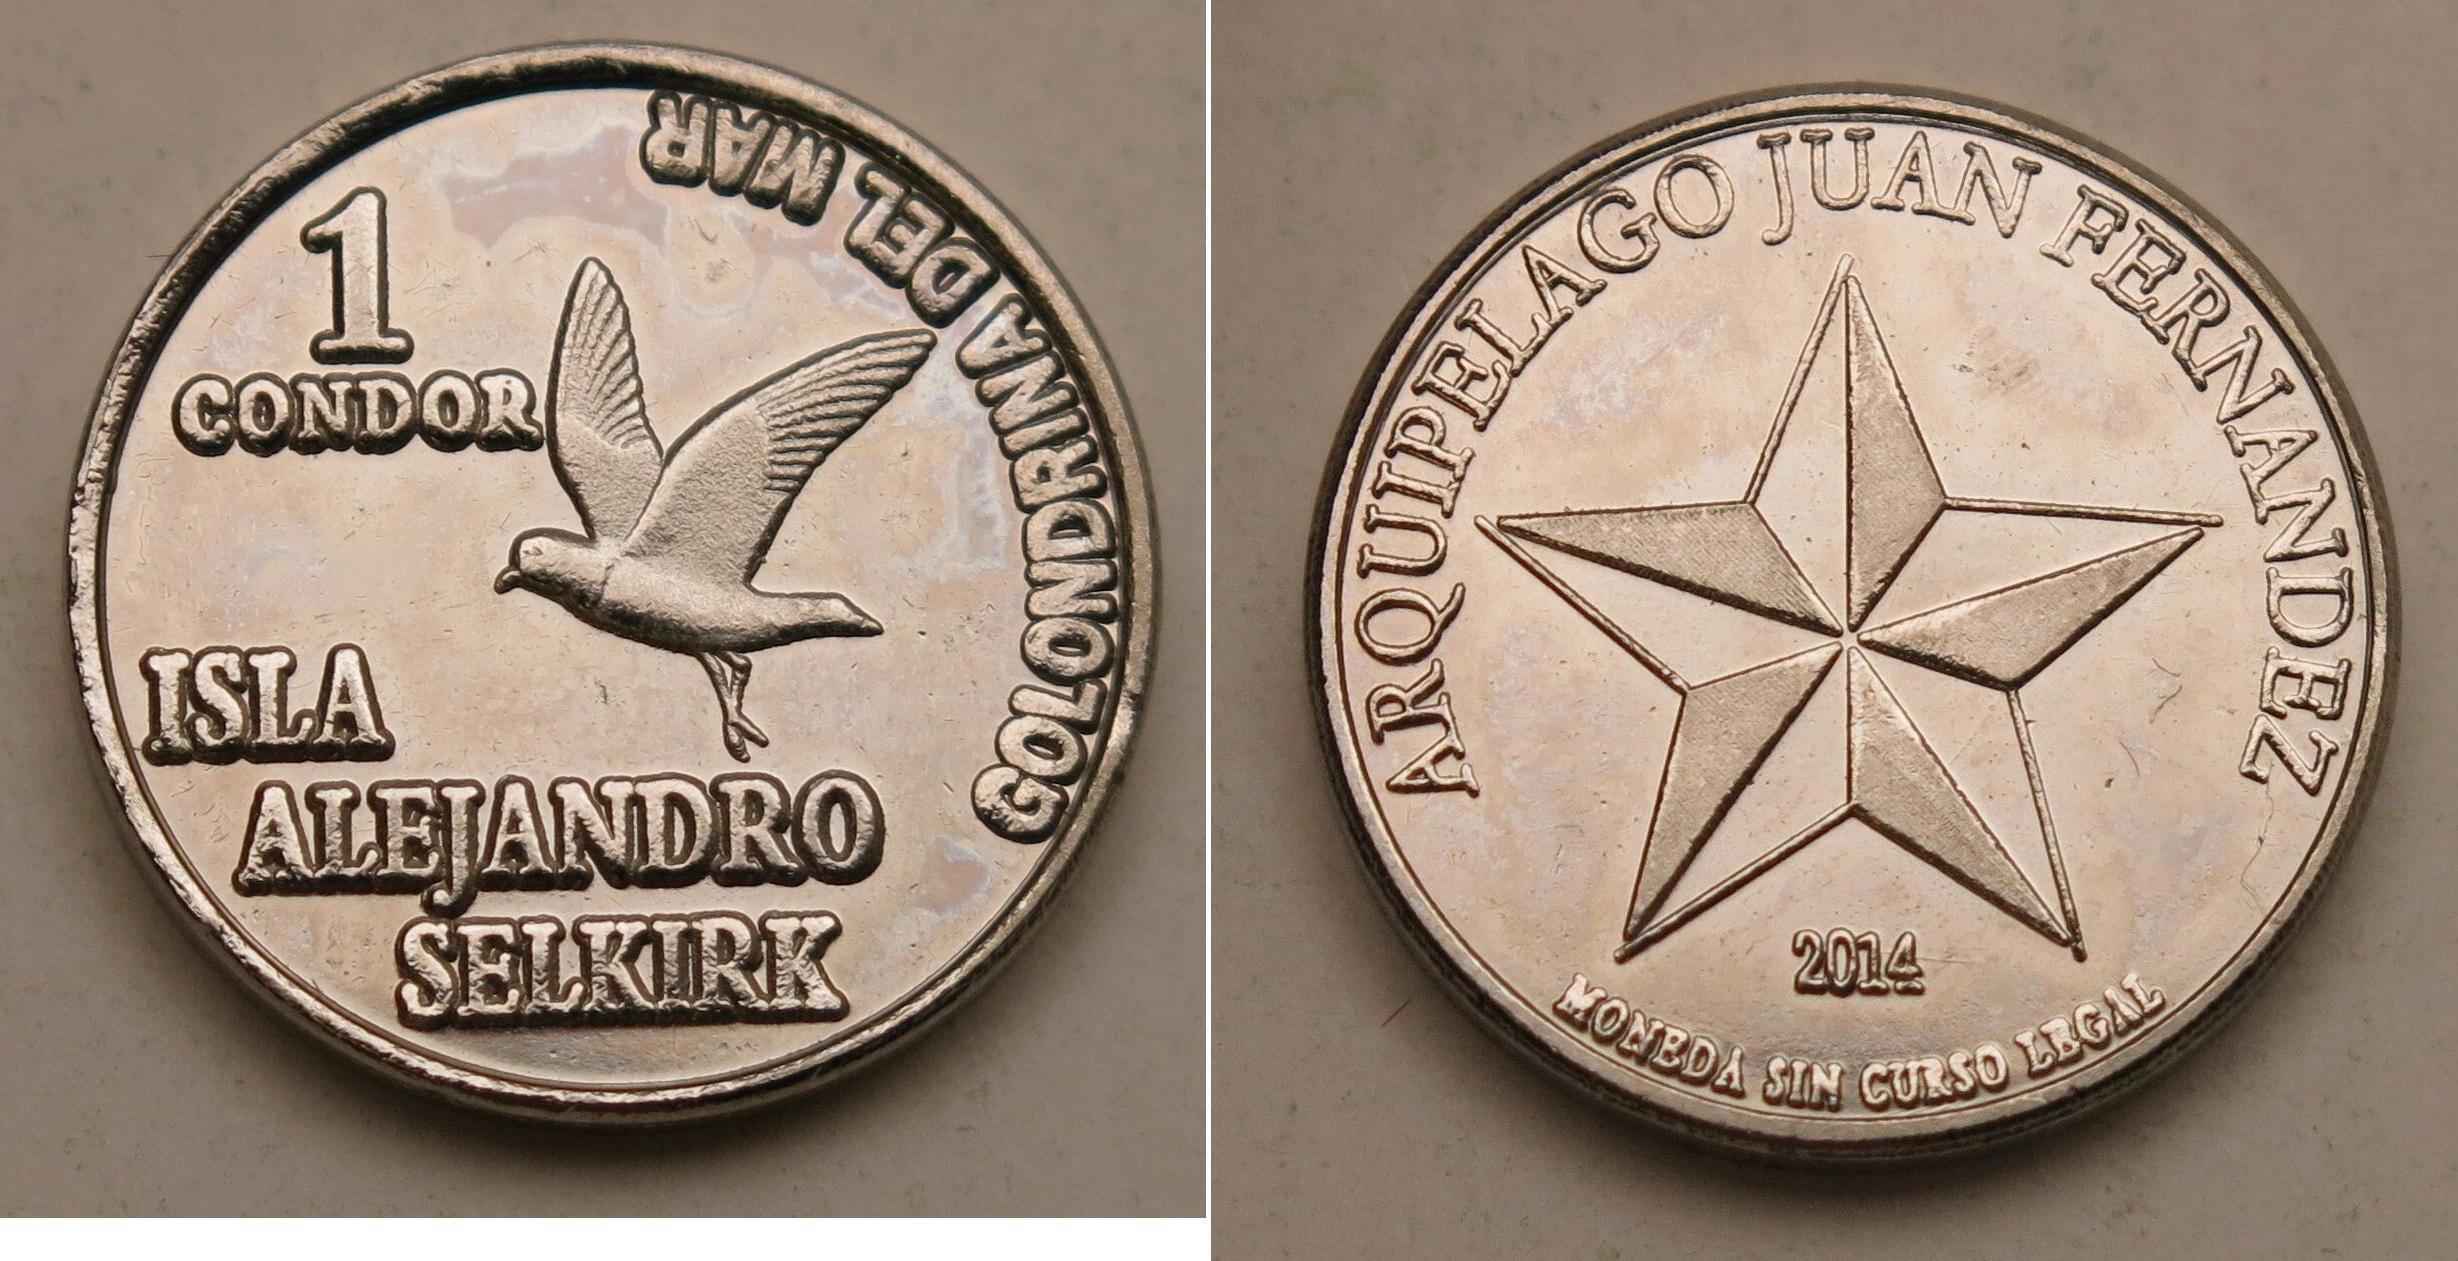 1
CONDOR
GOLONDRINA DEL MAR
ISLA
ALEJANDRO
SELKIRK
ARQUIPELAGO JUAN FERNANDEZ
2014
MONEDA SIN CURSO LEGAL